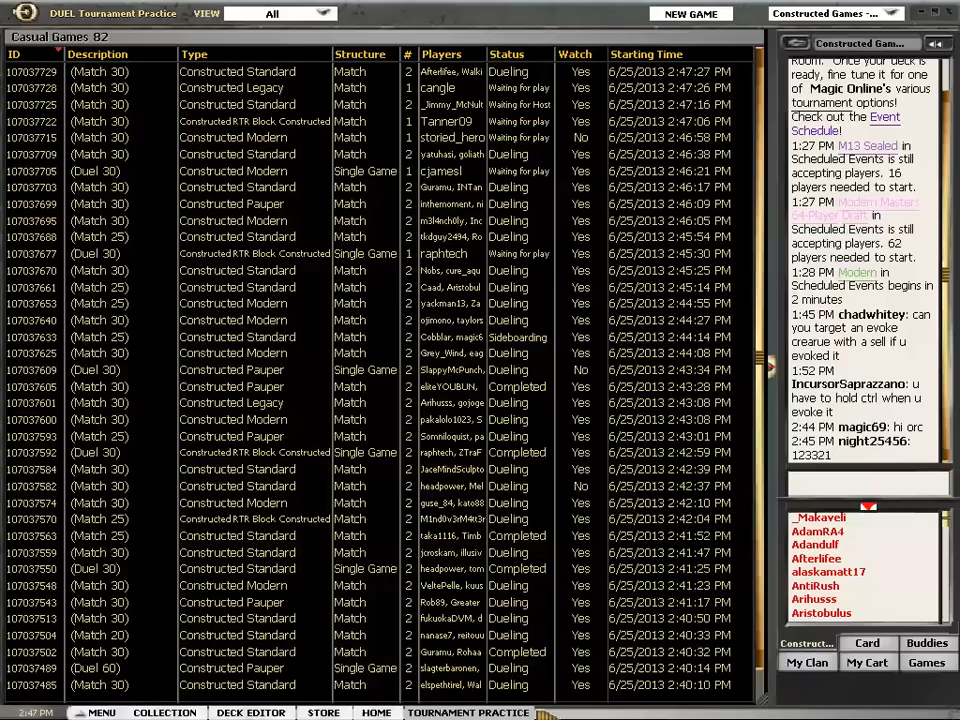 DUEL Tournament Practice VIEW All NEW GAME Constructed Games -...
Casual Games 82
ID Description Type Structure # Players Status Watch Starting Time
107037729 (Match 30) Constructed Standard Match 2 Afterlifee, Walki Dueling Yes 6/25/2013 2:47:27 PM
107037728 (Match 30) Constructed Legacy Match 1 cangle Waiting for play Yes 6/25/2013 2:47:26 PM
107037725 (Match 30) Constructed Standard Match 2 _Jimmy_McNult Waiting for Host Yes 6/25/2013 2:47:16 PM
107037722 (Match 30) Constructed RTR Block Constructed Match 1 Tanner09 Waiting for play Yes 6/25/2013 2:47:06 PM
107037715 (Match 30) Constructed Modern Match 1 storied_hero Waiting for play No 6/25/2013 2:46:58 PM
107037709 (Match 30) Constructed Standard Match 2 yatuhasi, goliath Dueling Yes 6/25/2013 2:46:38 PM
107037705 (Duel 30) Constructed Modern Single Game 1 cjamesl Waiting for play Yes 6/25/2013 2:46:21 PM
107037703 (Match 30) Constructed Standard Match 2 Guramu, INTan Dueling Yes 6/25/2013 2:46:17 PM
107037699 (Match 30) Constructed Pauper Match 2 inthemoment, ni Dueling Yes 6/25/2013 2:46:09 PM
107037695 (Match 30) Constructed Modern Match 2 m3l4nch0ly, Inc Dueling Yes 6/25/2013 2:46:05 PM
107037688 (Match 25) Constructed Standard Match 2 tkdguy2494, Ro Dueling Yes 6/25/2013 2:45:54 PM
107037677 (Duel 30) Constructed RTR Block Constructed Single Game 1 raphtech Waiting for play Yes 6/25/2013 2:45:30 PM
107037670 (Match 30) Constructed Standard Match 2 Nobs, cure_aqu Dueling Yes 6/25/2013 2:45:25 PM
107037661 (Match 25) Constructed Standard Match 2 Caad, Aristobul Dueling Yes 6/25/2013 2:45:14 PM
107037653 (Match 25) Constructed Modern Match 2 yackman13, Za Dueling Yes 6/25/2013 2:44:55 PM
107037640 (Match 30) Constructed Modern Match 2 ojimono, taylors Dueling Yes 6/25/2013 2:44:27 PM
107037633 (Match 25) Constructed Standard Match 2 Cobblar, magic6 Sideboarding Yes 6/25/2013 2:44:14 PM
107037625 (Match 30) Constructed Modern Match 2 Grey_Wind, eag Dueling Yes 6/25/2013 2:44:08 PM
107037609 (Duel 30) Constructed Pauper Single Game 2 SlappyMcPunch, Dueling No 6/25/2013 2:43:34 PM
107037605 (Match 30) Constructed Pauper Match 2 eliteYOUBUN, Completed Yes 6/25/2013 2:43:28 PM
107037601 (Match 30) Constructed Legacy Match 2 Arihusss, gojoge Dueling Yes 6/25/2013 2:43:08 PM
107037600 (Match 30) Constructed Modern Match 2 pakalolo1023, S Dueling Yes 6/25/2013 2:43:08 PM
107037593 (Match 25) Constructed Pauper Match 2 Somniloquist, pa Dueling Yes 6/25/2013 2:43:01 PM
107037592 (Duel 30) Constructed RTR Block Constructed Single Game 2 raphtech, ZTraF Completed Yes 6/25/2013 2:42:59 PM
107037584 (Match 30) Constructed Standard Match 2 JaceMindSculpto Dueling Yes 6/25/2013 2:42:39 PM
107037582 (Match 30) Constructed Standard Match 2 headpower, Mel Dueling No 6/25/2013 2:42:37 PM
107037574 (Match 30) Constructed Modern Match 2 guse_84, kato88 Dueling Yes 6/25/2013 2:42:10 PM
107037570 (Match 25) Constructed RTR Block Constructed Match 2 M1nd0v3rM4tt3r Dueling Yes 6/25/2013 2:42:04 PM
107037563 (Match 25) Constructed Standard Match 2 taka1116, Timb Completed Yes 6/25/2013 2:41:52 PM
107037559 (Match 30) Constructed Standard Match 2 jcroskam, illusiv Dueling Yes 6/25/2013 2:41:47 PM
107037550 (Duel 30) Constructed Standard Single Game 2 headpower, tom Completed Yes 6/25/2013 2:41:28 PM
107037548 (Match 30) Constructed Modern Match 2 VeltePelle, kuus Dueling Yes 6/25/2013 2:41:23 PM
107037543 (Match 30) Constructed Pauper Match 2 Rob89, Greater Dueling Yes 6/25/2013 2:41:17 PM
107037513 (Match 30) Constructed Standard Match 2 fukuokaDVM, d Dueling Yes 6/25/2013 2:40:50 PM
107037504 (Match 20) Constructed Standard Match 2 nanase7, reitouu Dueling Yes 6/25/2013 2:40:33 PM
107037502 (Match 30) Constructed Standard Match 2 Guramu, Rohaa Completed Yes 6/25/2013 2:40:32 PM
107037489 (Duel 60) Constructed Pauper Single Game 2 slagterbaronen, Dueling Yes 6/25/2013 2:40:14 PM
107037485 (Match 30) Constructed Standard Match 2 elspethtirel, Wal Dueling Yes 6/25/2013 2:40:10 PM
Constructed Gam...
Room. Once your deck is
ready, fine tune it for one
of Magic Online's various
tournament options!
Check out the Event
Schedule!
1:27 PM M13 Sealed in
Scheduled Events is still
accepting players. 16
players needed to start.
1:27 PM Modern Masters
64-Player Draft in
Scheduled Events is still
accepting players. 62
players needed to start.
1:28 PM Modern in
Scheduled Events begins in
2 minutes
1:45 PM chadwhitey: can
you target an evoke
crearue with a sell if u
evoked it
1:52 PM
IncursorSaprazzano: u
have to hold ctrl when u
evoke it
2:44 PM magic69: hi orc
2:45 PM night25456:
123321
_Makaveli
AdamRA4
Adandulf
Afterlifee
alaskamatt17
AntiRush
Arihusss
Aristobulus
Construct... Card Buddies
My Clan My Cart Games
2:47 PM MENU COLLECTION DECK EDITOR STORE HOME TOURNAMENT PRACTICE